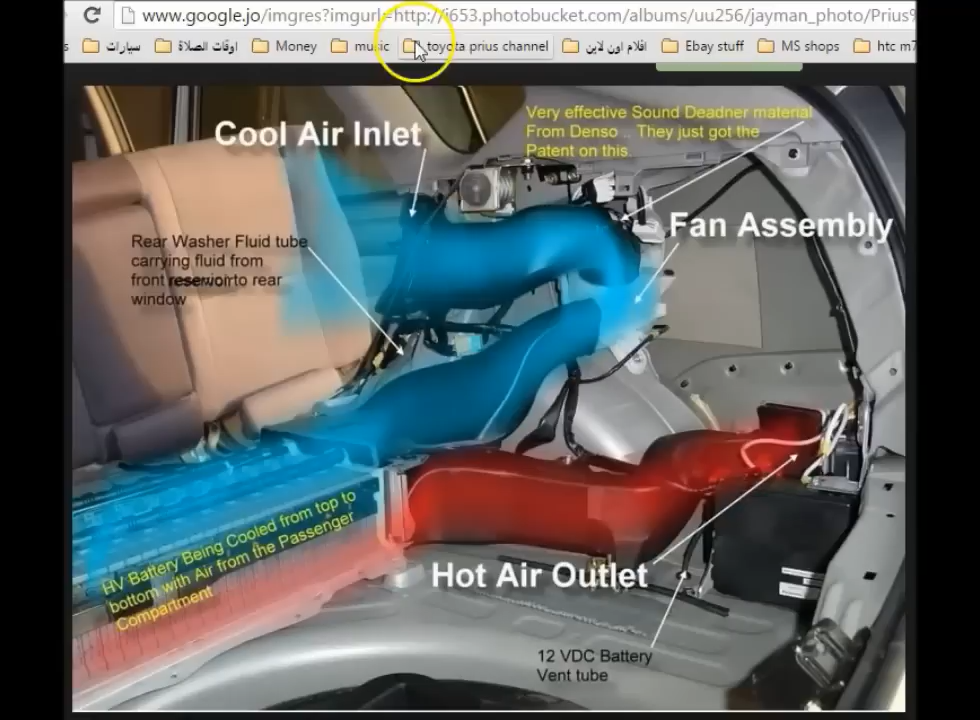 www.google.jo/imgres?imgurl=http://i653.photobucket.com/albums/uu256/jayman_photo/Prius%
s سيارات اوقات الصلاة Money music toyota prius channel افلام اون لاين Ebay stuff MS shops htc m7
Cool Air Inlet
Very effective Sound Deadner material
From Denso .. They just got the
Patent on this.
Fan Assembly
Rear Washer Fluid tube
carrying fluid from
front reservoir to rear
window
HV Battery Being Cooled from top to
bottom with Air from the Passenger
Compartment
Hot Air Outlet
12 VDC Battery
Vent tube